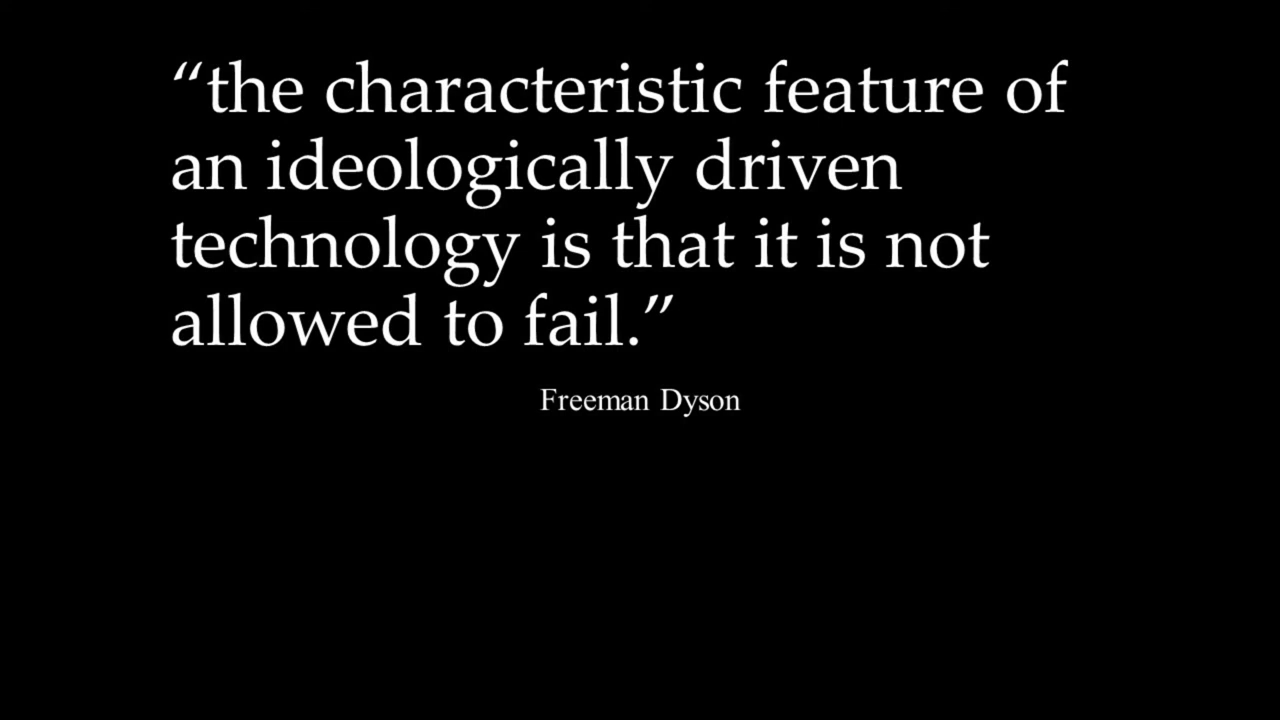 “the characteristic feature of
an ideologically driven
technology is that it is not
allowed to fail.”
Freeman Dyson